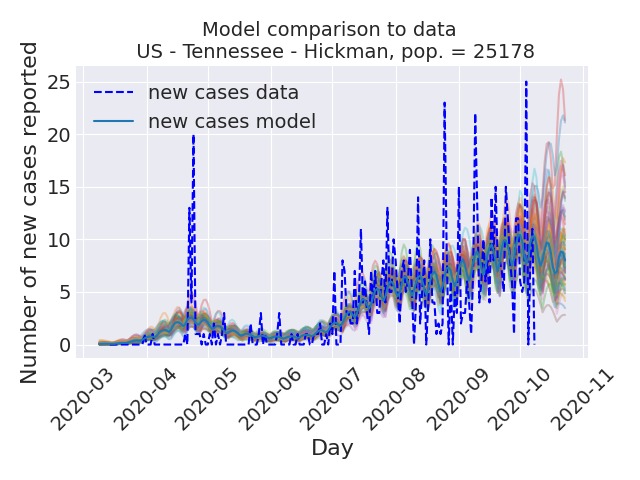 Model comparison to data
US - Tennessee - Hickman, pop. = 25178
Number of new cases reported
25
20
15
10
5
0
new cases data
new cases model
2020-03
2020-04
2020-05
2020-06
2020-07
2020-08
2020-09
2020-10
2020-11
Day